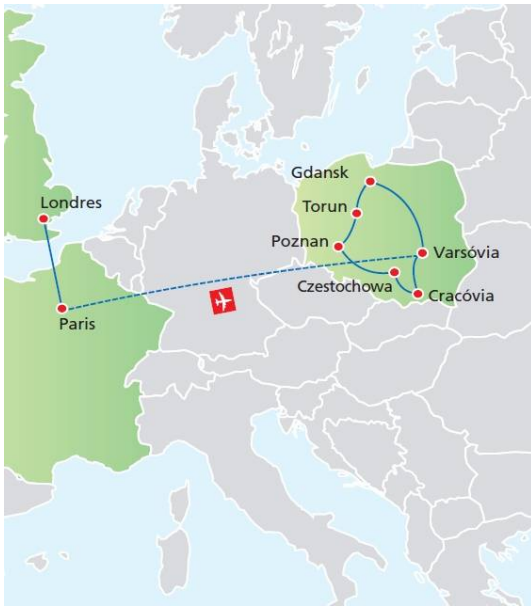 Gdansk
Londres
Torun
Poznan
Varsóvia
Czestochowa
Cracóvia
Paris